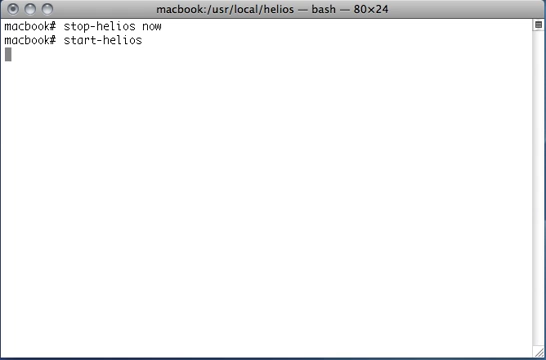 macbook:/usr/local/helios — bash — 80×24
macbook# stop-helios now
macbook# start-helios